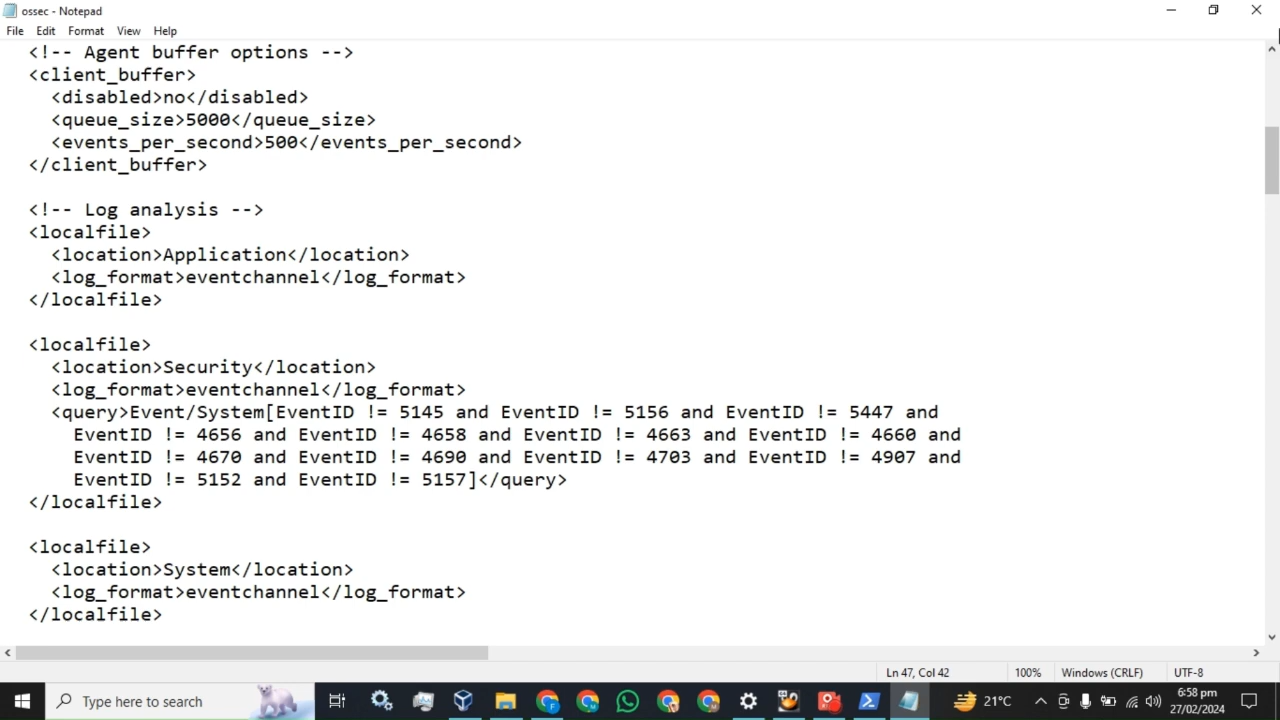 ossec - Notepad
File Edit Format View Help
<!-- Agent buffer options -->
<client_buffer>
<disabled>no</disabled>
<queue_size>5000</queue_size>
<events_per_second>500</events_per_second>
</client_buffer>
<!-- Log analysis -->
<localfile>
<location>Application</location>
<log_format>eventchannel</log_format>
</localfile>
<localfile>
<location>Security</location>
<log_format>eventchannel</log_format>
<query>Event/System[EventID != 5145 and EventID != 5156 and EventID != 5447 and
EventID != 4656 and EventID != 4658 and EventID != 4663 and EventID != 4660 and
EventID != 4670 and EventID != 4690 and EventID != 4703 and EventID != 4907 and
EventID != 5152 and EventID != 5157]</query>
</localfile>
<localfile>
<location>System</location>
<log_format>eventchannel</log_format>
</localfile>
Ln 47, Col 42 100% Windows (CRLF) UTF-8
Type here to search 21°C 6:58 pm
27/02/2024